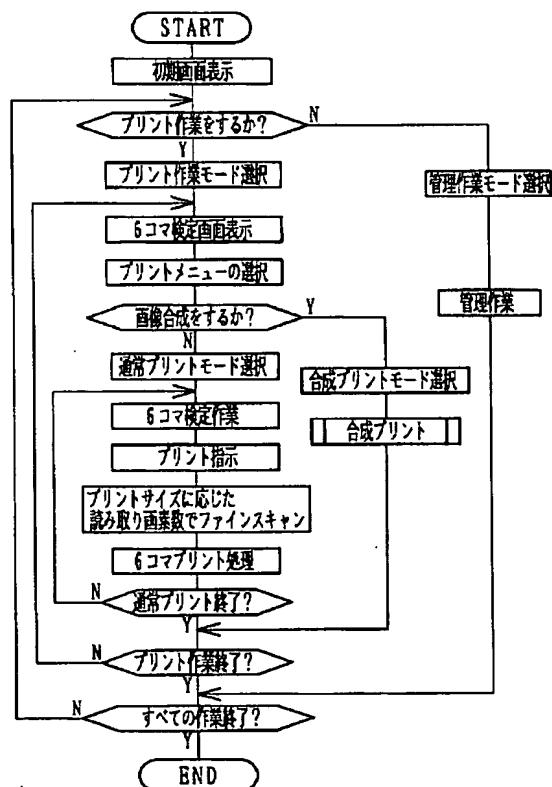 START
初期画面表示
プリント作業をするか?
N
Y
プリント作業モード選択
管理作業モード選択
6コマ検定画面表示
プリントメニューの選択
管理作業
画像合成をするか?
Y
N
通常プリントモード選択
合成プリントモード選択
6コマ検定作業
合成プリント
プリント指示
プリントサイズに応じた
読み取り画素数でファインスキャン
6コマプリント処理
N
通常プリント終了?
Y
N
プリント作業終了?
Y
N
すべての作業終了?
Y
END